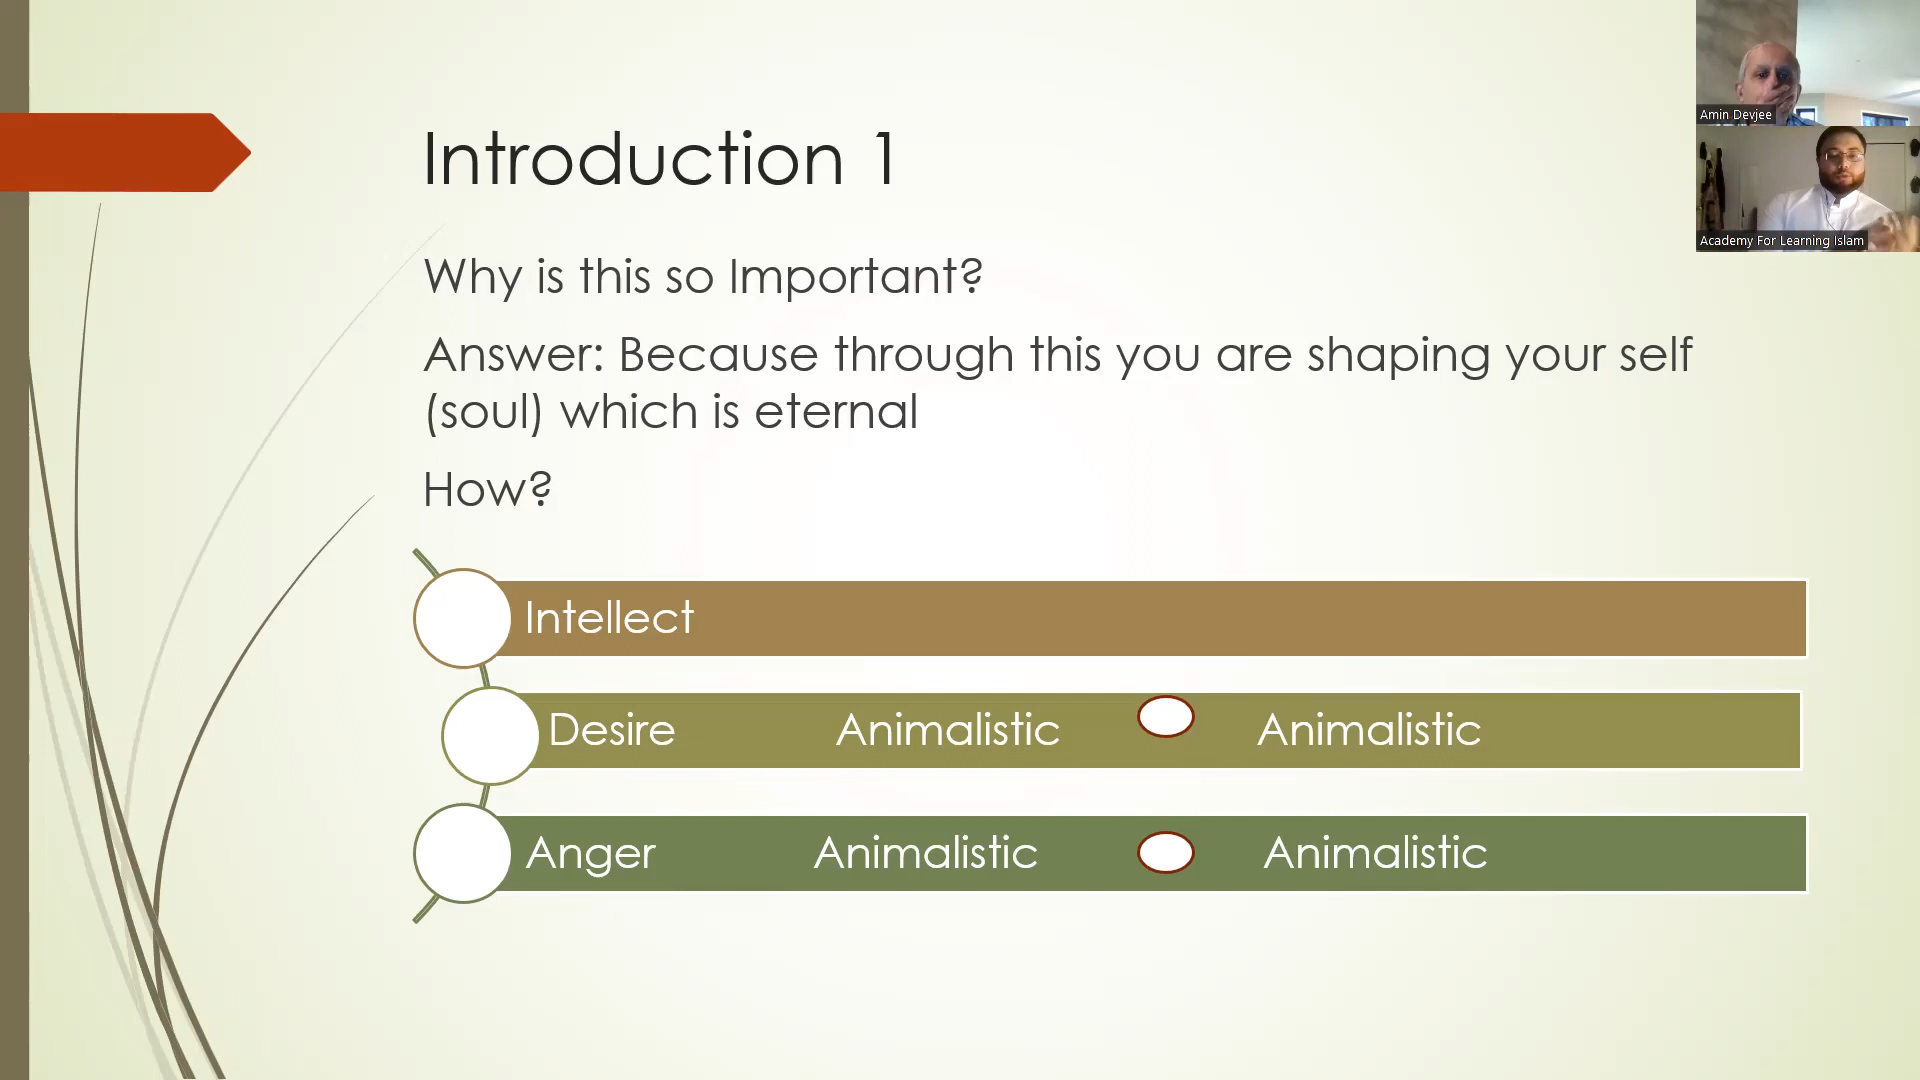 Introduction 1
Why is this so Important?
Answer: Because through this you are shaping your self
(soul) which is eternal
How?
Intellect
Desire Animalistic Animalistic
Anger Animalistic Animalistic
Amin Devjee
Academy For Learning Islam